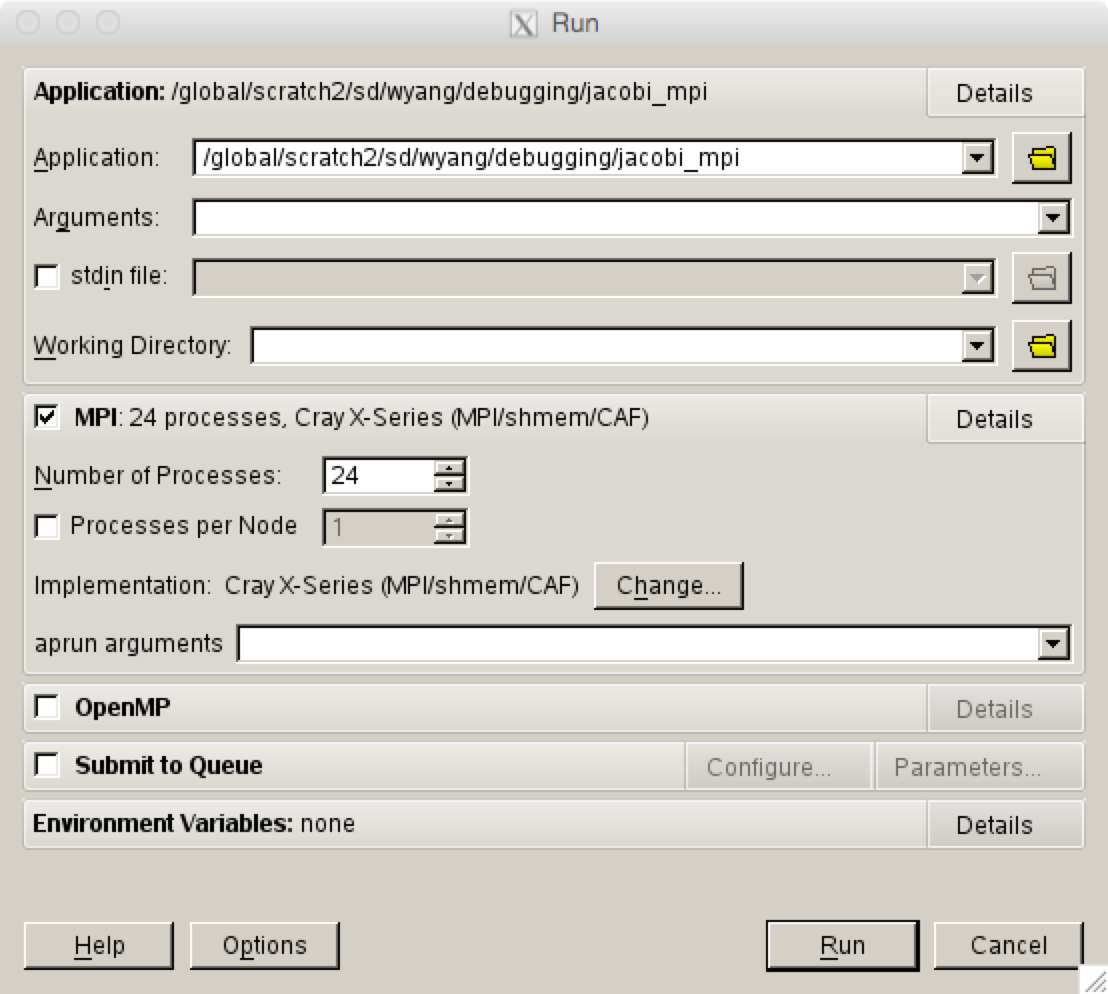 Run
Application: /global/scratch2/sd/wyang/debugging/jacobi_mpi Details
Application: /global/scratch2/sd/wyang/debugging/jacobi_mpi
Arguments:
stdin file:
Working Directory:
MPI: 24 processes, Cray X-Series (MPI/shmem/CAF) Details
Number of Processes: 24
Processes per Node 1
Implementation: Cray X-Series (MPI/shmem/CAF) Change...
aprun arguments
OpenMP Details
Submit to Queue Configure... Parameters...
Environment Variables: none Details
Help Options Run Cancel